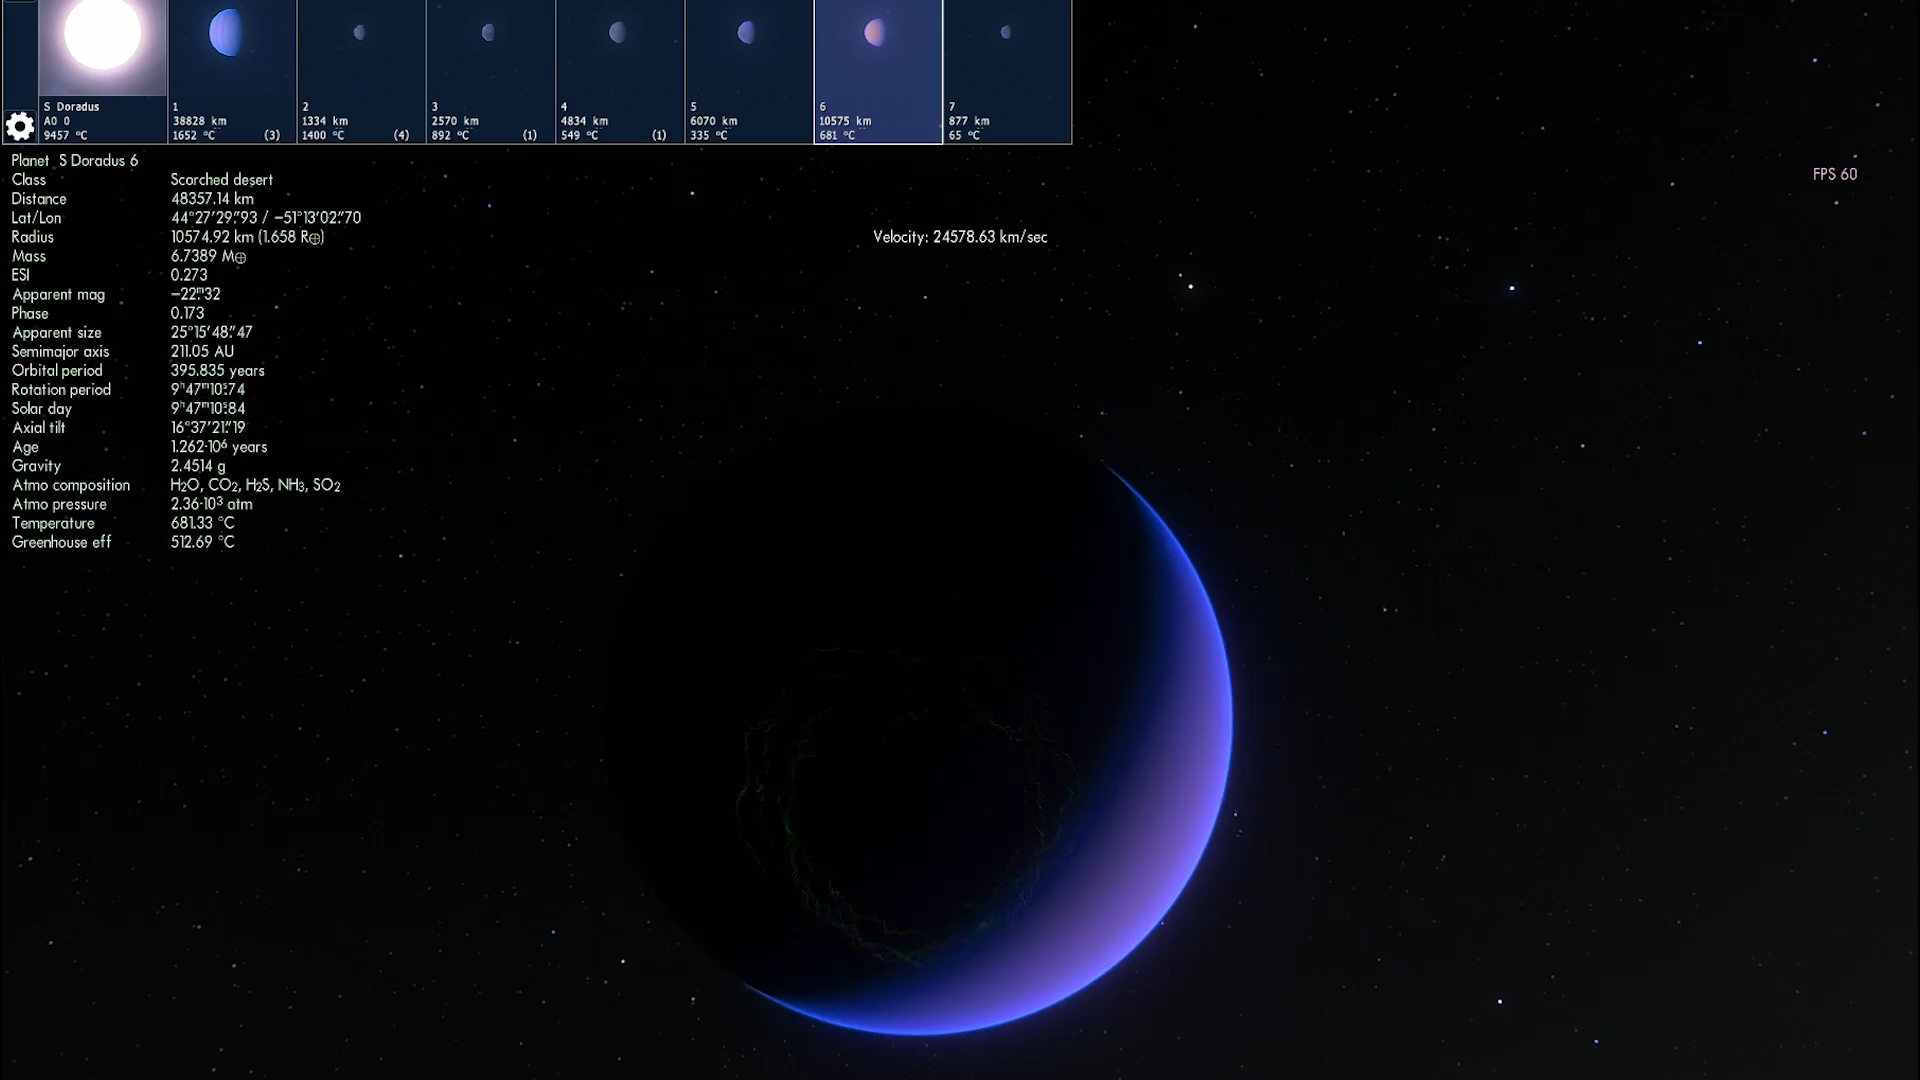 S Doradus
A0 0
9457 °C
1
38828 km
1652 °C (3)
2
1334 km
1400 °C (4)
3
2570 km
892 °C (1)
4
4834 km
549 °C (1)
5
6070 km
335 °C
6
10575 km
681 °C
7
877 km
65 °C
Planet S Doradus 6
Class Scorched desert
Distance 48357.14 km
Lat/Lon 44°27'29."93 / −51°13'02."70
Radius 10574.92 km (1.658 R⊕)
Mass 6.7389 M⊕
ESI 0.273
Apparent mag −22.ᵐ32
Phase 0.173
Apparent size 25°15'48."47
Semimajor axis 211.05 AU
Orbital period 395.835 years
Rotation period 9ʰ47ᵐ10.ˢ74
Solar day 9ʰ47ᵐ10.ˢ84
Axial tilt 16°37'21."19
Age 1.262·10⁶ years
Gravity 2.4514 g
Atmo composition H₂O, CO₂, H₂S, NH₃, SO₂
Atmo pressure 2.36·10³ atm
Temperature 681.33 °C
Greenhouse eff 512.69 °C
Velocity: 24578.63 km/sec
FPS 60